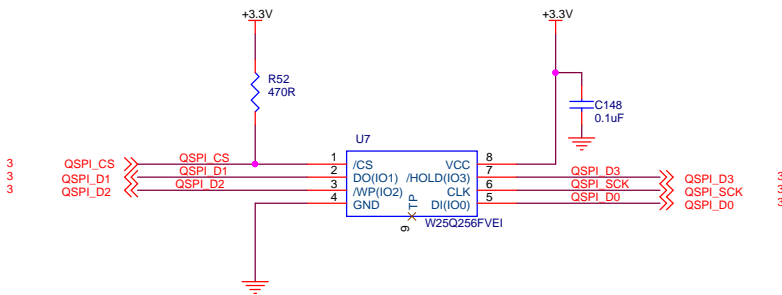 +3.3V +3.3V
R52
470R
C148
0.1uF
U7
3 QSPI_CS QSPI_CS 1 /CS VCC 8
3 QSPI_D1 QSPI_D1 2 DO(IO1) /HOLD(IO3) 7 QSPI_D3 QSPI_D3 3
3 QSPI_D2 QSPI_D2 3 /WP(IO2) CLK 6 QSPI_SCK QSPI_SCK 3
4 GND DI(IO0) 5 QSPI_D0 QSPI_D0 3
TP
9
W25Q256FVEI